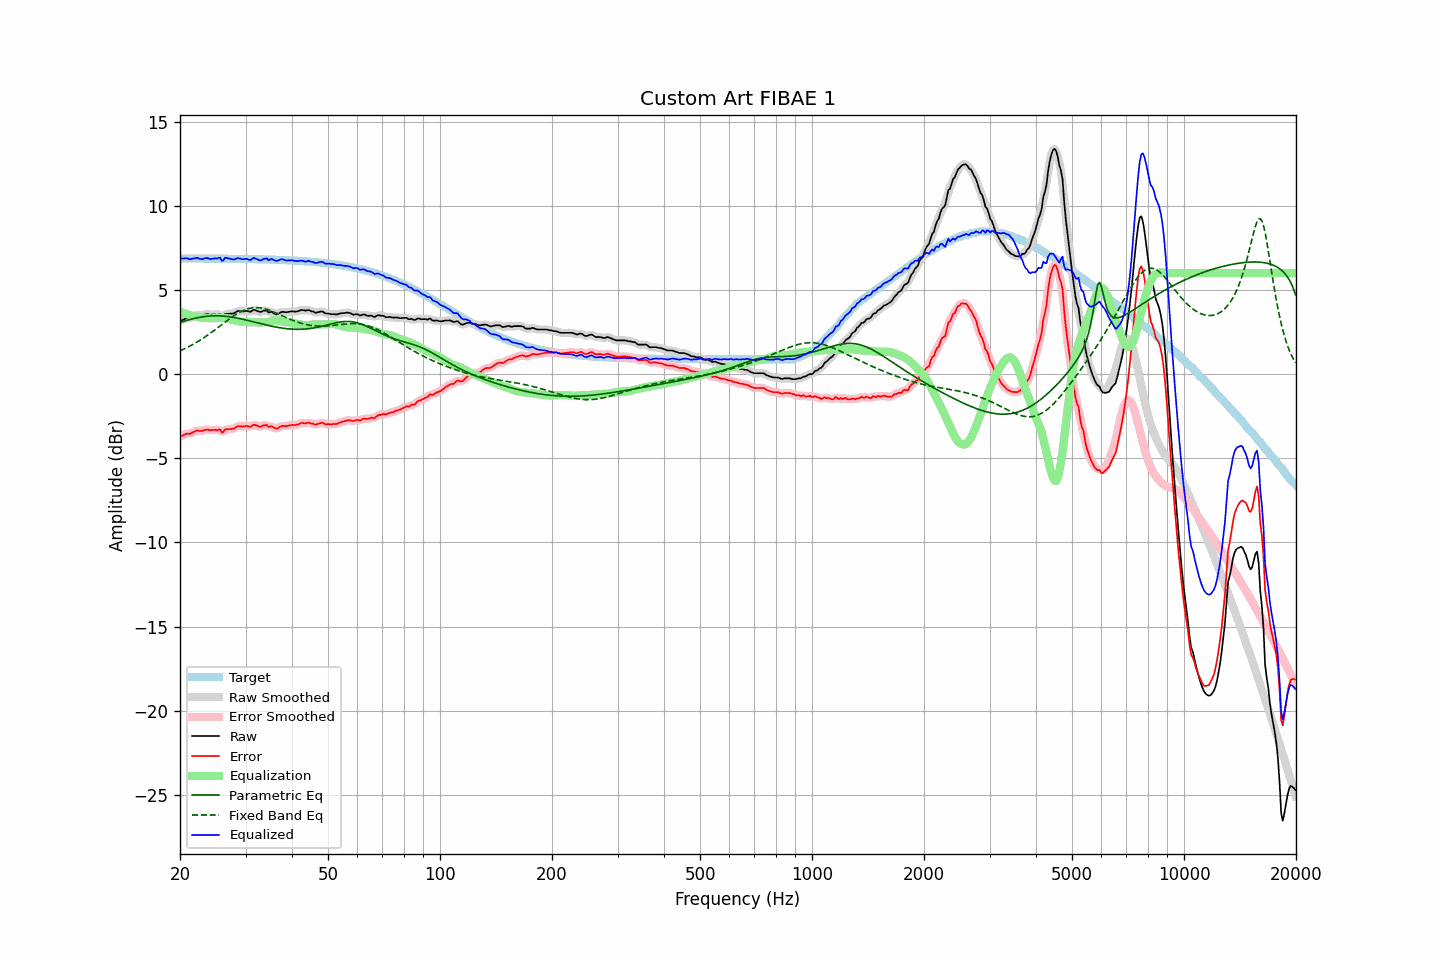 Custom Art FIBAE 1
15
10
5
0
−5
−10
−15
−20
−25
Amplitude (dBr)
Target
Raw Smoothed
Error Smoothed
Raw
Error
Equalization
Parametric Eq
Fixed Band Eq
Equalized
20 50 100 200 500 1000 2000 5000 10000 20000
Frequency (Hz)